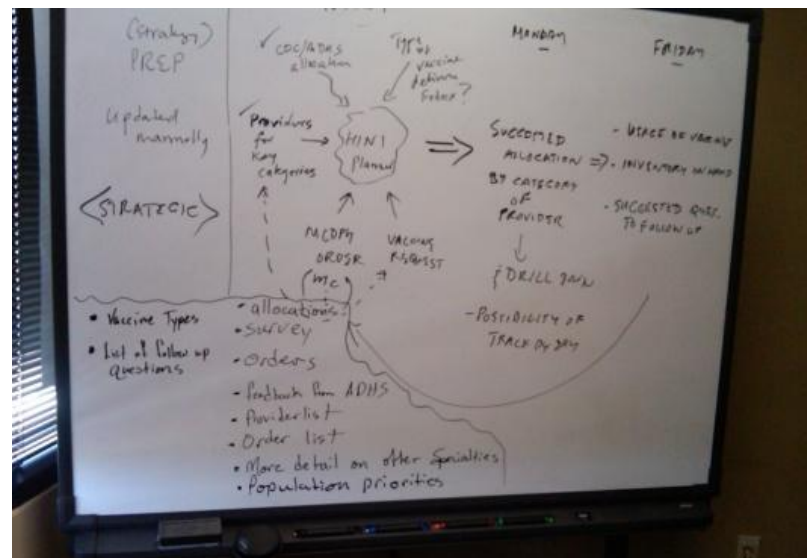 (Strategy)
PREP
Updated
manually
<STRATEGIC>
✓ CDC/ADHS
allocation
Type of
vaccine
✓ Providers
for
Key
categories
H1N1
Planner
MCDPH
ORDER
MC
VACCINE
REQUEST
MONDAY
SUGGESTED
ALLOCATION ⇒
BY CATEGORY
OF
PROVIDER
DRILL DOWN
- POSSIBILITY OF
TRACK BY DAY
FRIDAY
- USAGE OF VACCINE
• INVENTORY ON HAND
- SUGGESTED QUES.
TO FOLLOW UP
• Vaccine Types
• List of follow up
questions
• allocations
• Survey
• Orders
- Feedback from ADHS
- Provider list
- Order list
• More detail on other Specialties
• Population priorities